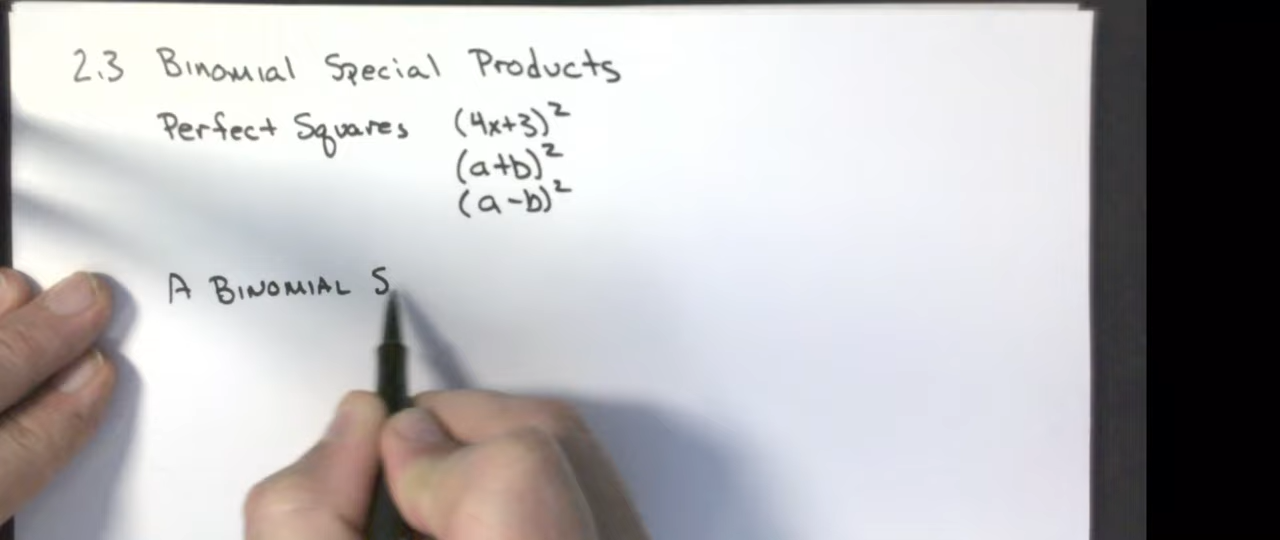 2.3 Binomial Special Products
Perfect Squares (4x+3)²
(a+b)²
(a-b)²
A BINOMIAL S